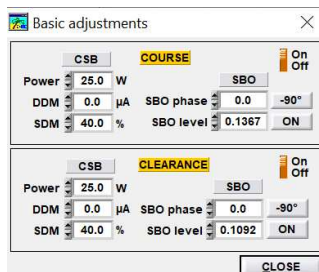 Basic adjustments
CSB COURSE On
Off
Power 25.0 W SBO
DDM 0.0 µA SBO phase 0.0 -90°
SDM 40.0 % SBO level 0.1367 ON
CSB CLEARANCE On
Off
Power 25.0 W SBO
DDM 0.0 µA SBO phase 0.0 -90°
SDM 40.0 % SBO level 0.1092 ON
CLOSE